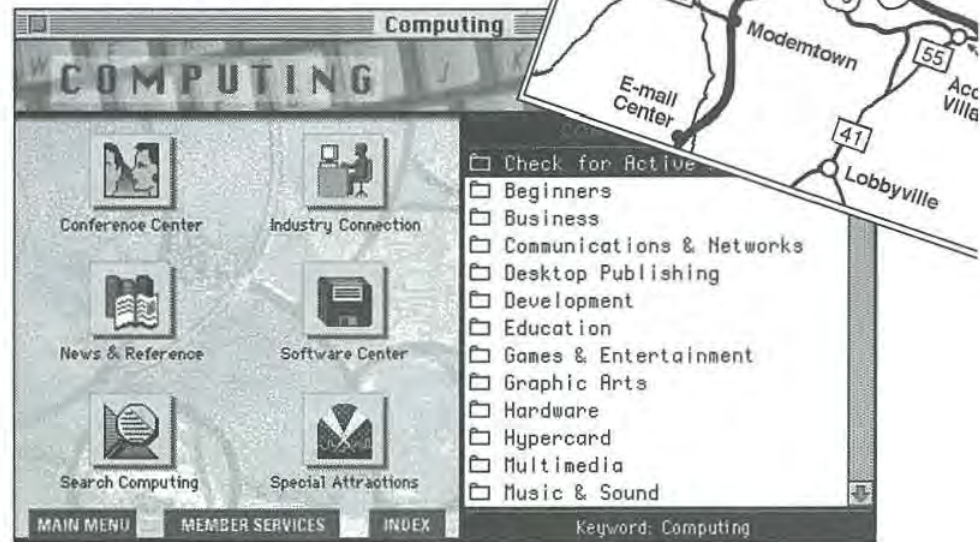 Computing
COMPUTING
Conference Center
Industry Connection
News & Reference
Software Center
Search Computing
Special Attractions
MAIN MENU
MEMBER SERVICES
INDEX
Check for Active
Beginners
Business
Communications & Networks
Desktop Publishing
Development
Education
Games & Entertainment
Graphic Arts
Hardware
Hypercard
Multimedia
Music & Sound
Keyword: Computing
Modemtown
E-mail
Center
55
41
Lobbyville